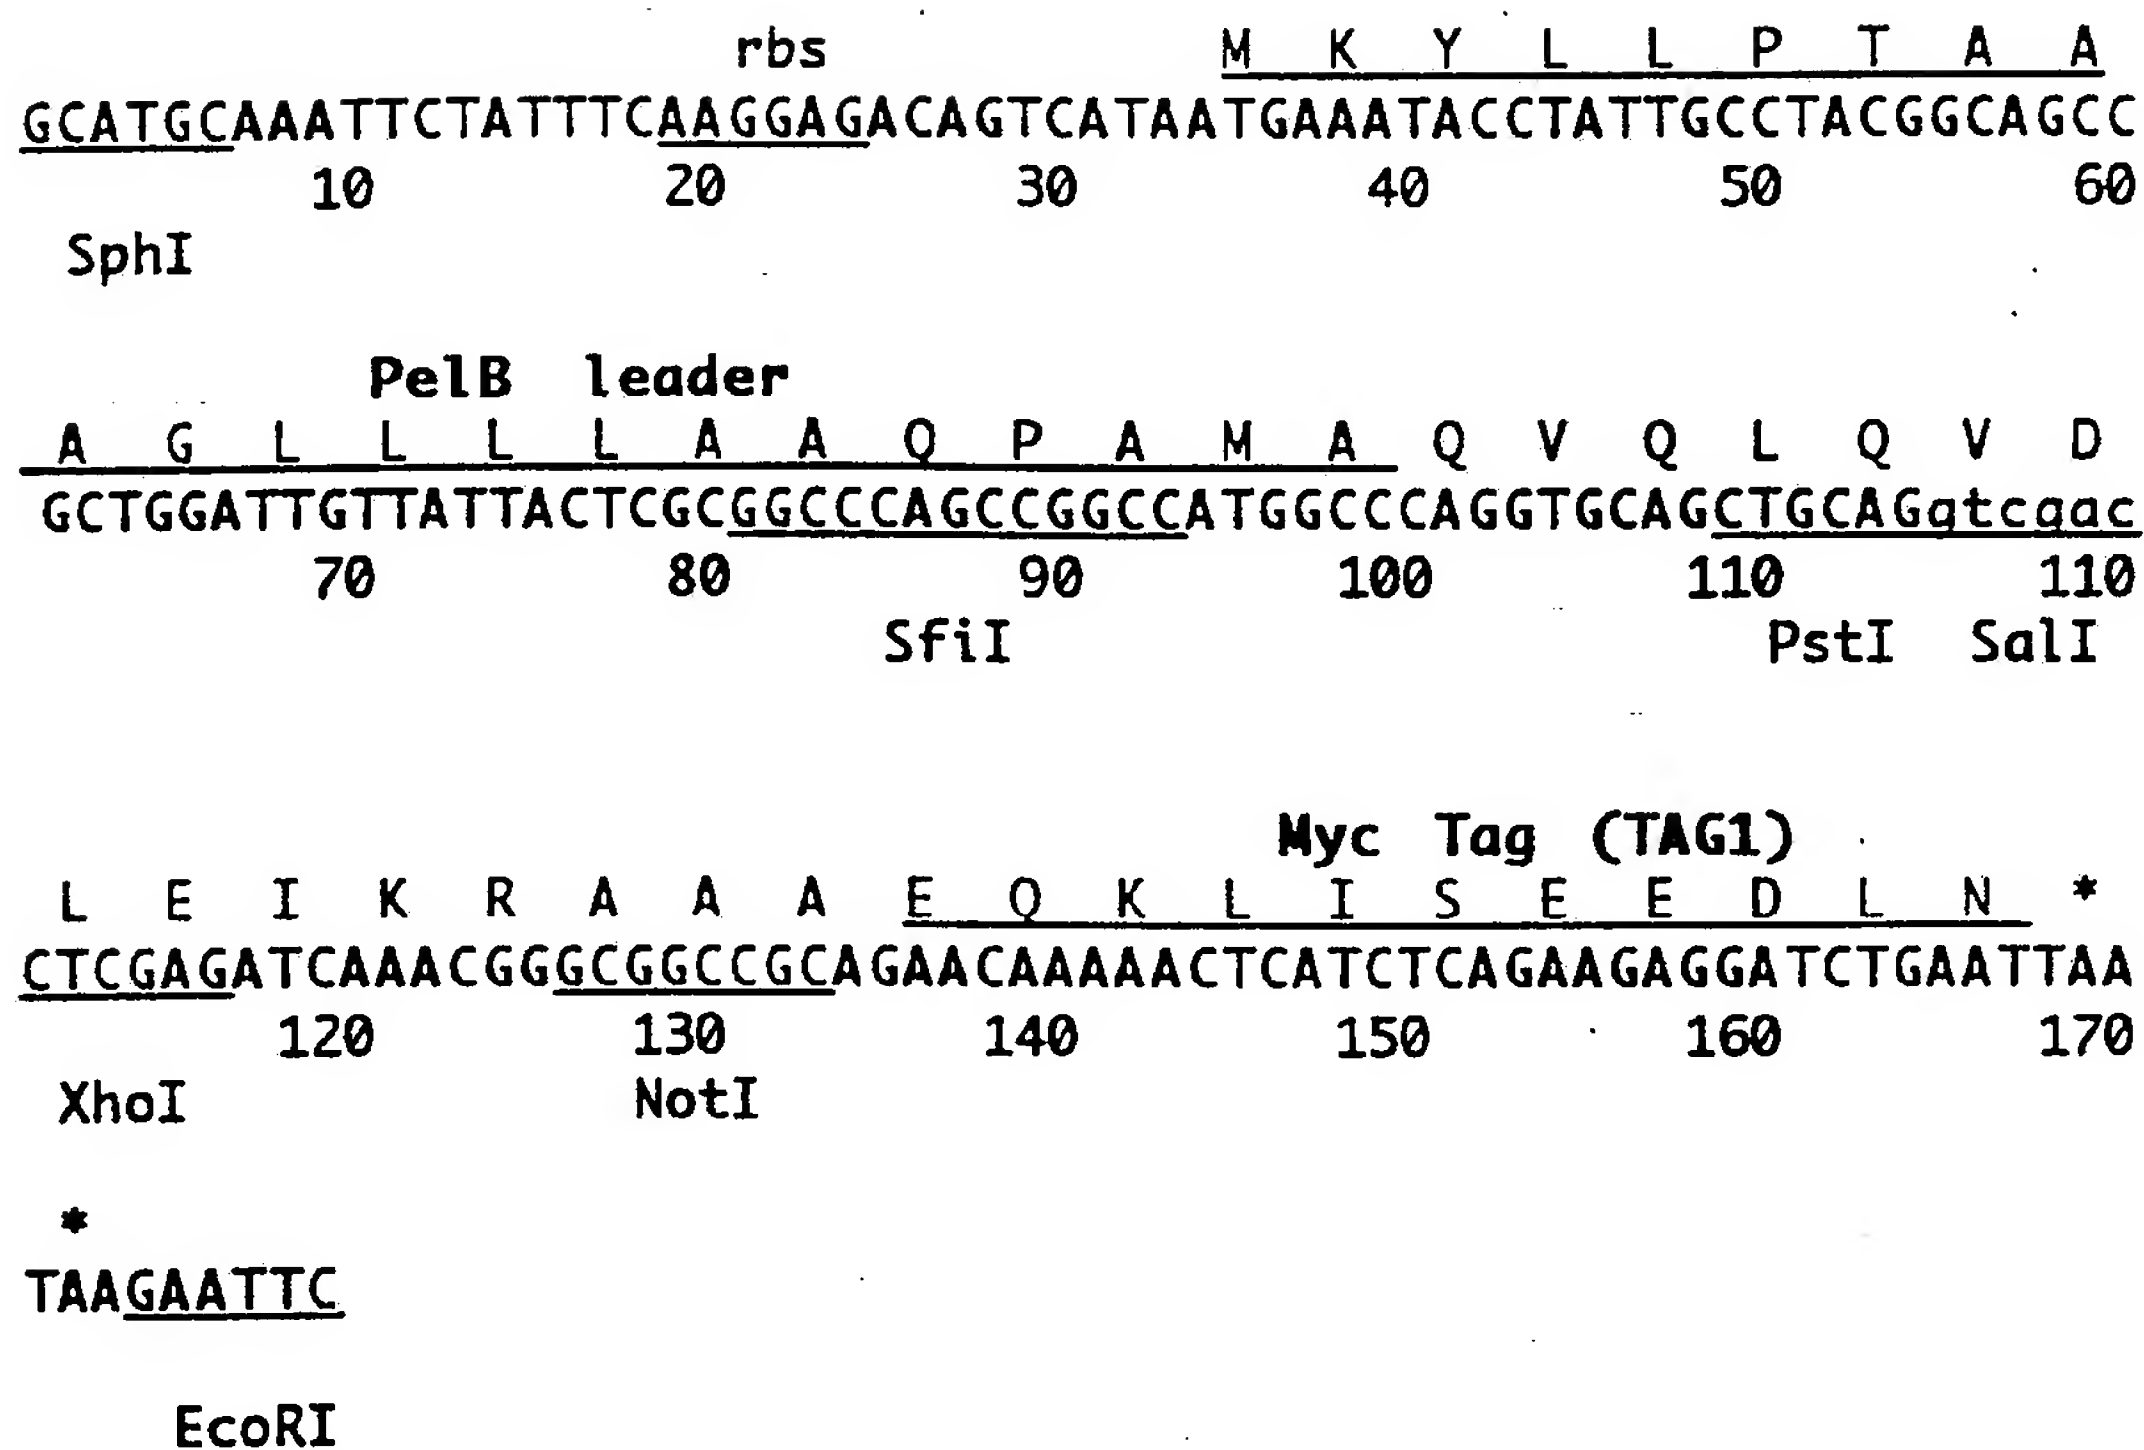 rbs M K Y L L P T A A
GCATGCAAATTCTATTTCAAGGAGACAGTCATAATGAAATACCTATTGCCTACGGCAGCC
10 20 30 40 50 60
SphI
PelB leader
A G L L L L A A Q P A M A Q V Q L Q V D
GCTGGATTGTTATTACTCGCGGCCCAGCCGGCCATGGCCCAGGTGCAGCTGCAGgtcgac
70 80 90 100 110 110
SfiI PstI SalI
Myc Tag (TAG1)
L E I K R A A A E Q K L I S E E D L N *
CTCGAGATCAAACGGGCGGCCGCAGAACAAAAACTCATCTCAGAAGAGGATCTGAATTAA
120 130 140 150 160 170
XhoI NotI
*
TAAGAATTC
EcoRI